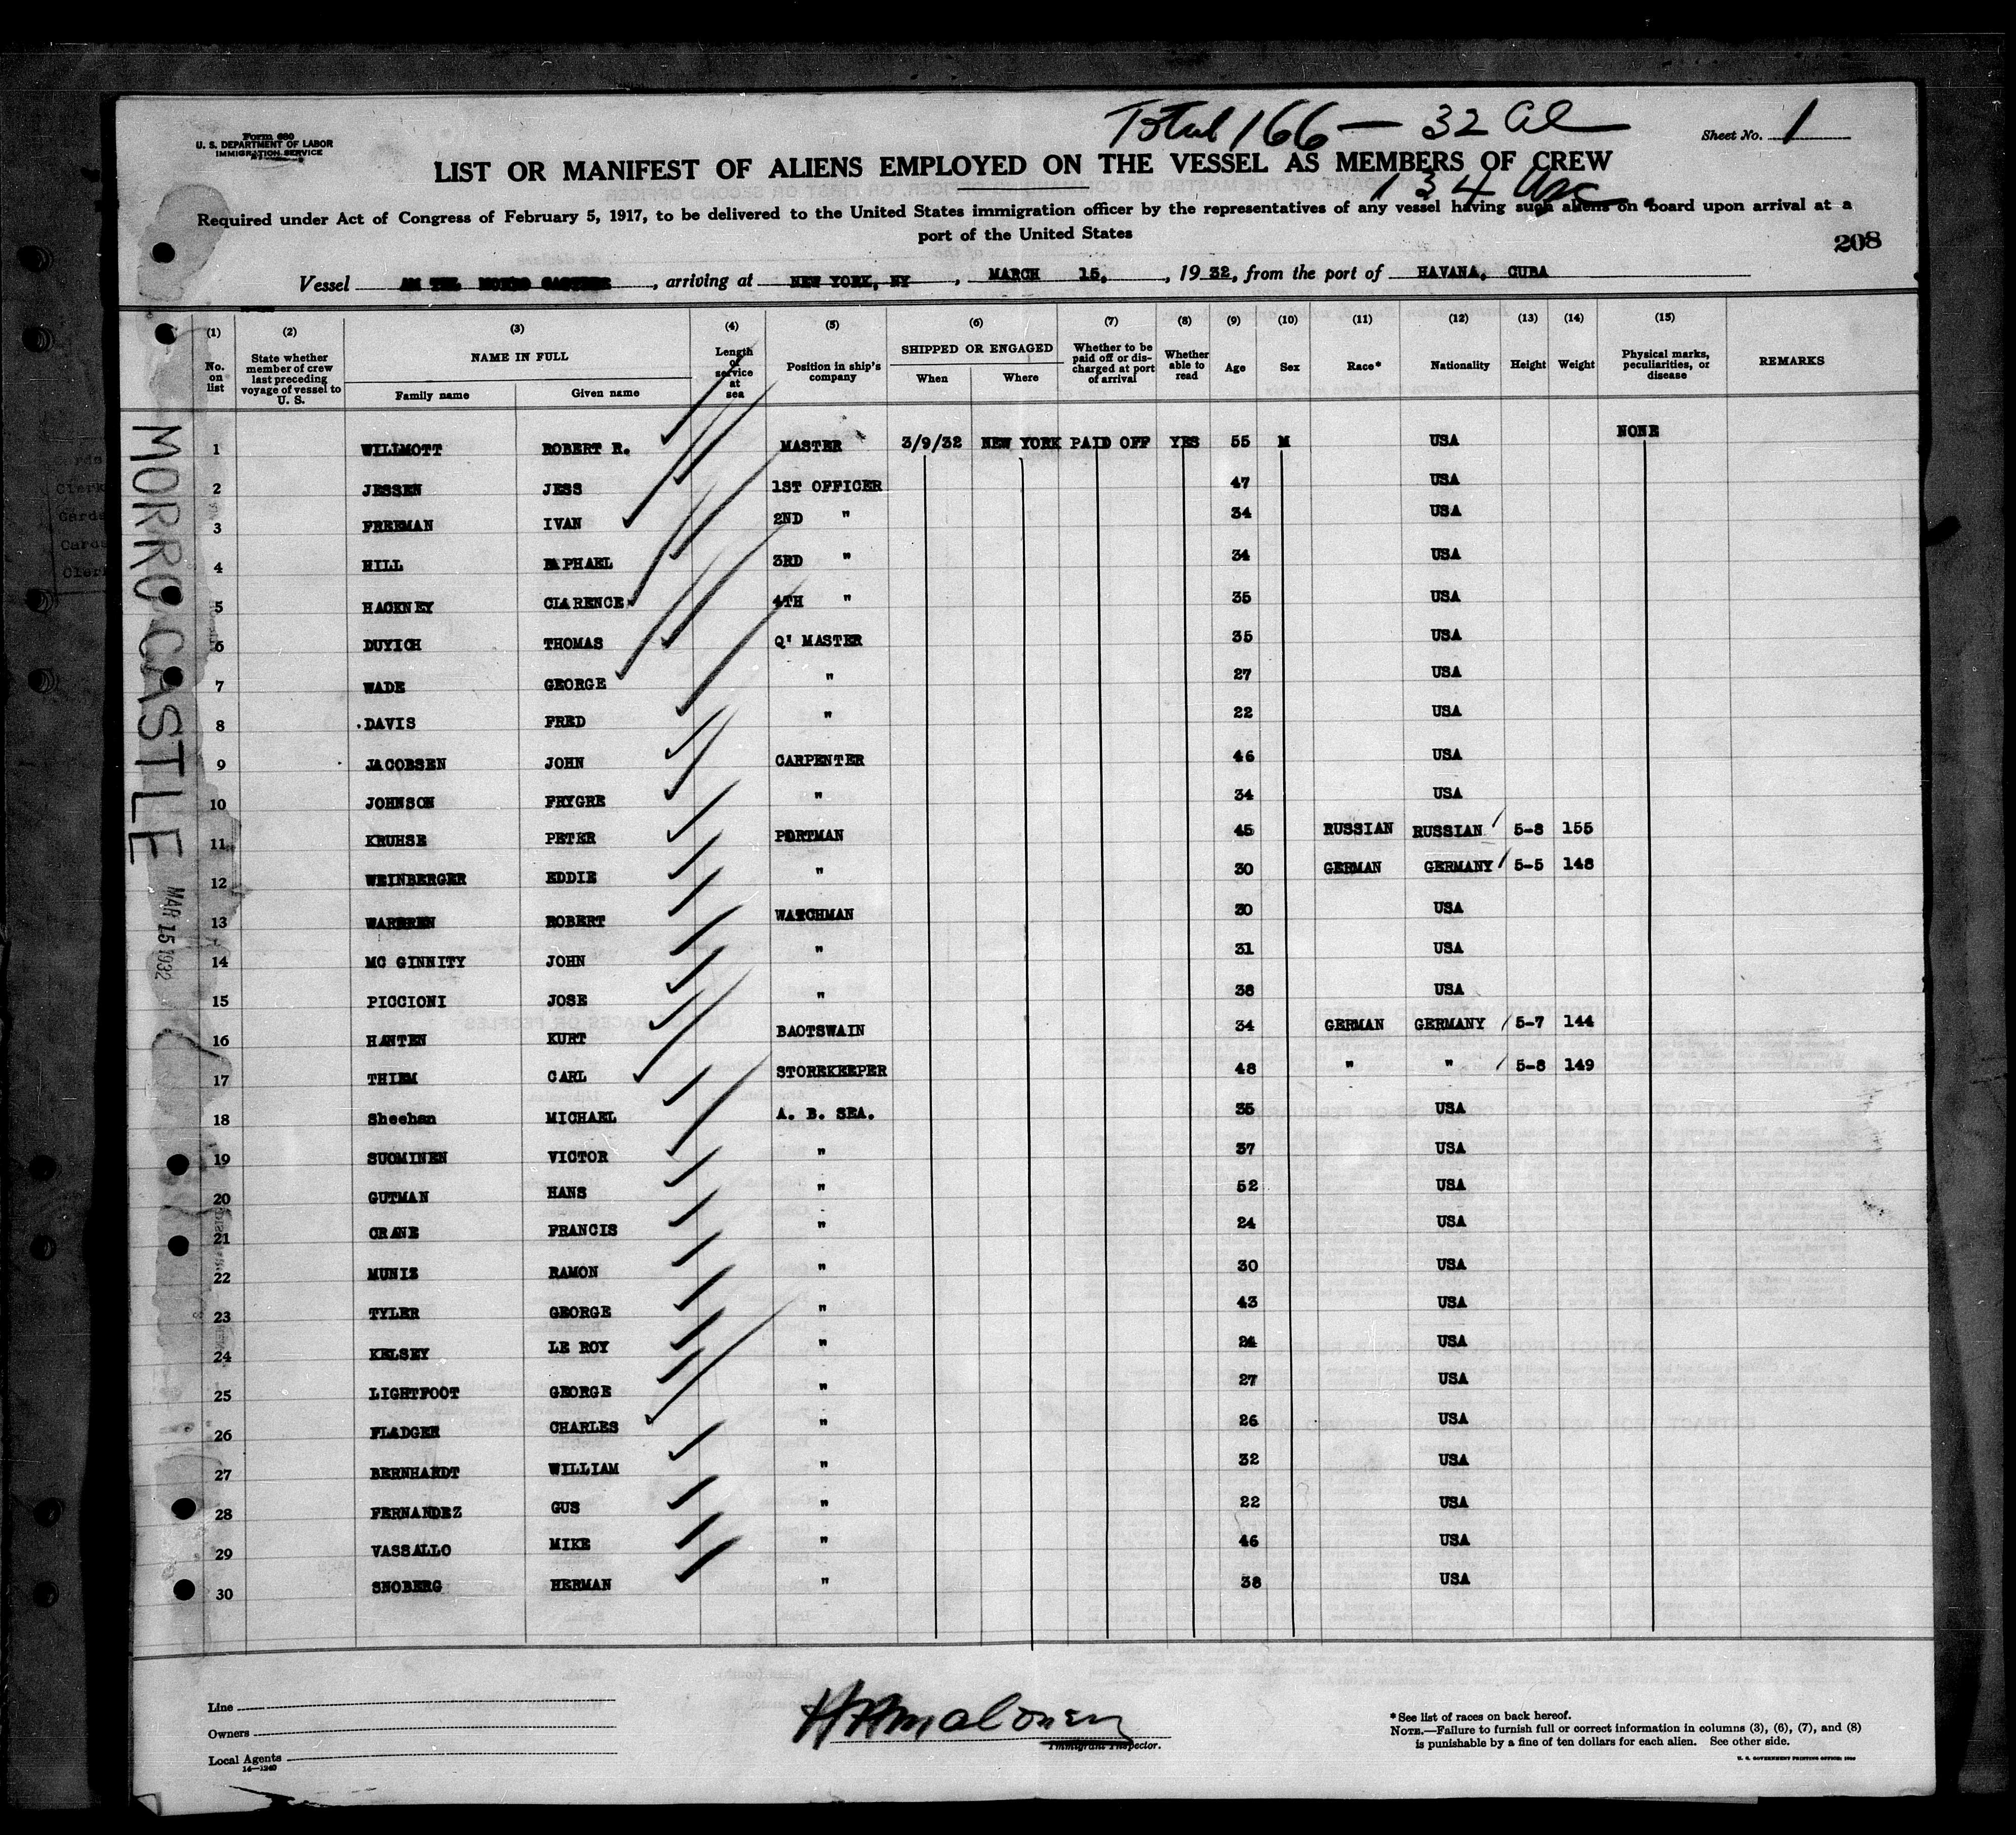 Total 166 — 32 al
Form 680
U. S. DEPARTMENT OF LABOR
IMMIGRATION SERVICE
Sheet No. 1
LIST OR MANIFEST OF ALIENS EMPLOYED ON THE VESSEL AS MEMBERS OF CREW
134 Usc
Required under Act of Congress of February 5, 1917, to be delivered to the United States immigration officer by the representatives of any vessel having such aliens on board upon arrival at a
port of the United States
208
Vessel AM TEL MORRO CASTLE, arriving at NEW YORK, NY, MARCH 15, 1932, from the port of HAVANA, CUBA
(1) (2) (3) (4) (5) (6) (7) (8) (9) (10) (11) (12) (13) (14) (15)
No. on list
State whether member of crew last preceding voyage of vessel to U. S.
NAME IN FULL
Family name
Given name
Length of service at sea
Position in ship's company
SHIPPED OR ENGAGED
When
Where
Whether to be paid off or discharged at port of arrival
Whether able to read
Age
Sex
Race*
Nationality
Height
Weight
Physical marks, peculiarities, or disease
REMARKS
1 WILLMOTT ROBERT R. MASTER 3/9/32 NEW YORK PAID OFF YES 55 M USA NONE
2 JESSEN JESS 1ST OFFICER 47 USA
3 FREEMAN IVAN 2ND " 34 USA
4 HILL RAPHAEL 3RD " 34 USA
5 HACKNEY CLARENCE 4TH " 35 USA
6 DUYICH THOMAS Q' MASTER 35 USA
7 WADE GEORGE " 27 USA
8 .DAVIS FRED " 22 USA
9 JACOBSEN JOHN CARPENTER 46 USA
10 JOHNSON FRYGRE " 34 USA
11 KRUHSE PETER PORTMAN 45 RUSSIAN RUSSIAN 5-8 155
12 WEINBERGER EDDIE " 30 GERMAN GERMANY 5-5 148
13 WARRREN ROBERT WATCHMAN 30 USA
14 MC GINNITY JOHN " 31 USA
15 PICCIONI JOSE " 38 USA
16 HANTEN KURT BAOTSWAIN 34 GERMAN GERMANY 5-7 144
17 THIEM CARL STOREKEEPER 48 " " 5-8 149
18 Sheehan MICHAEL A. B. SEA. 35 USA
19 SUOMINEN VICTOR " 37 USA
20 GUTMAN HANS " 52 USA
21 CRANE FRANCIS " 24 USA
22 MUNIZ RAMON " 30 USA
23 TYLER GEORGE " 43 USA
24 KELSEY LE ROY " 24 USA
25 LIGHTFOOT GEORGE " 27 USA
26 FLADGER CHARLES " 26 USA
27 BERNHARDT WILLIAM " 32 USA
28 FERNANDEZ GUS " 22 USA
29 VASSALLO MIKE " 46 USA
30 SNOBERG HERMAN " 38 USA
MORRO CASTLE
MAR 15 1932
Line
Owners
Local Agents
14—1240
Immigrant Inspector.
*See list of races on back hereof.
NOTE.—Failure to furnish full or correct information in columns (3), (6), (7), and (8)
is punishable by a fine of ten dollars for each alien. See other side.